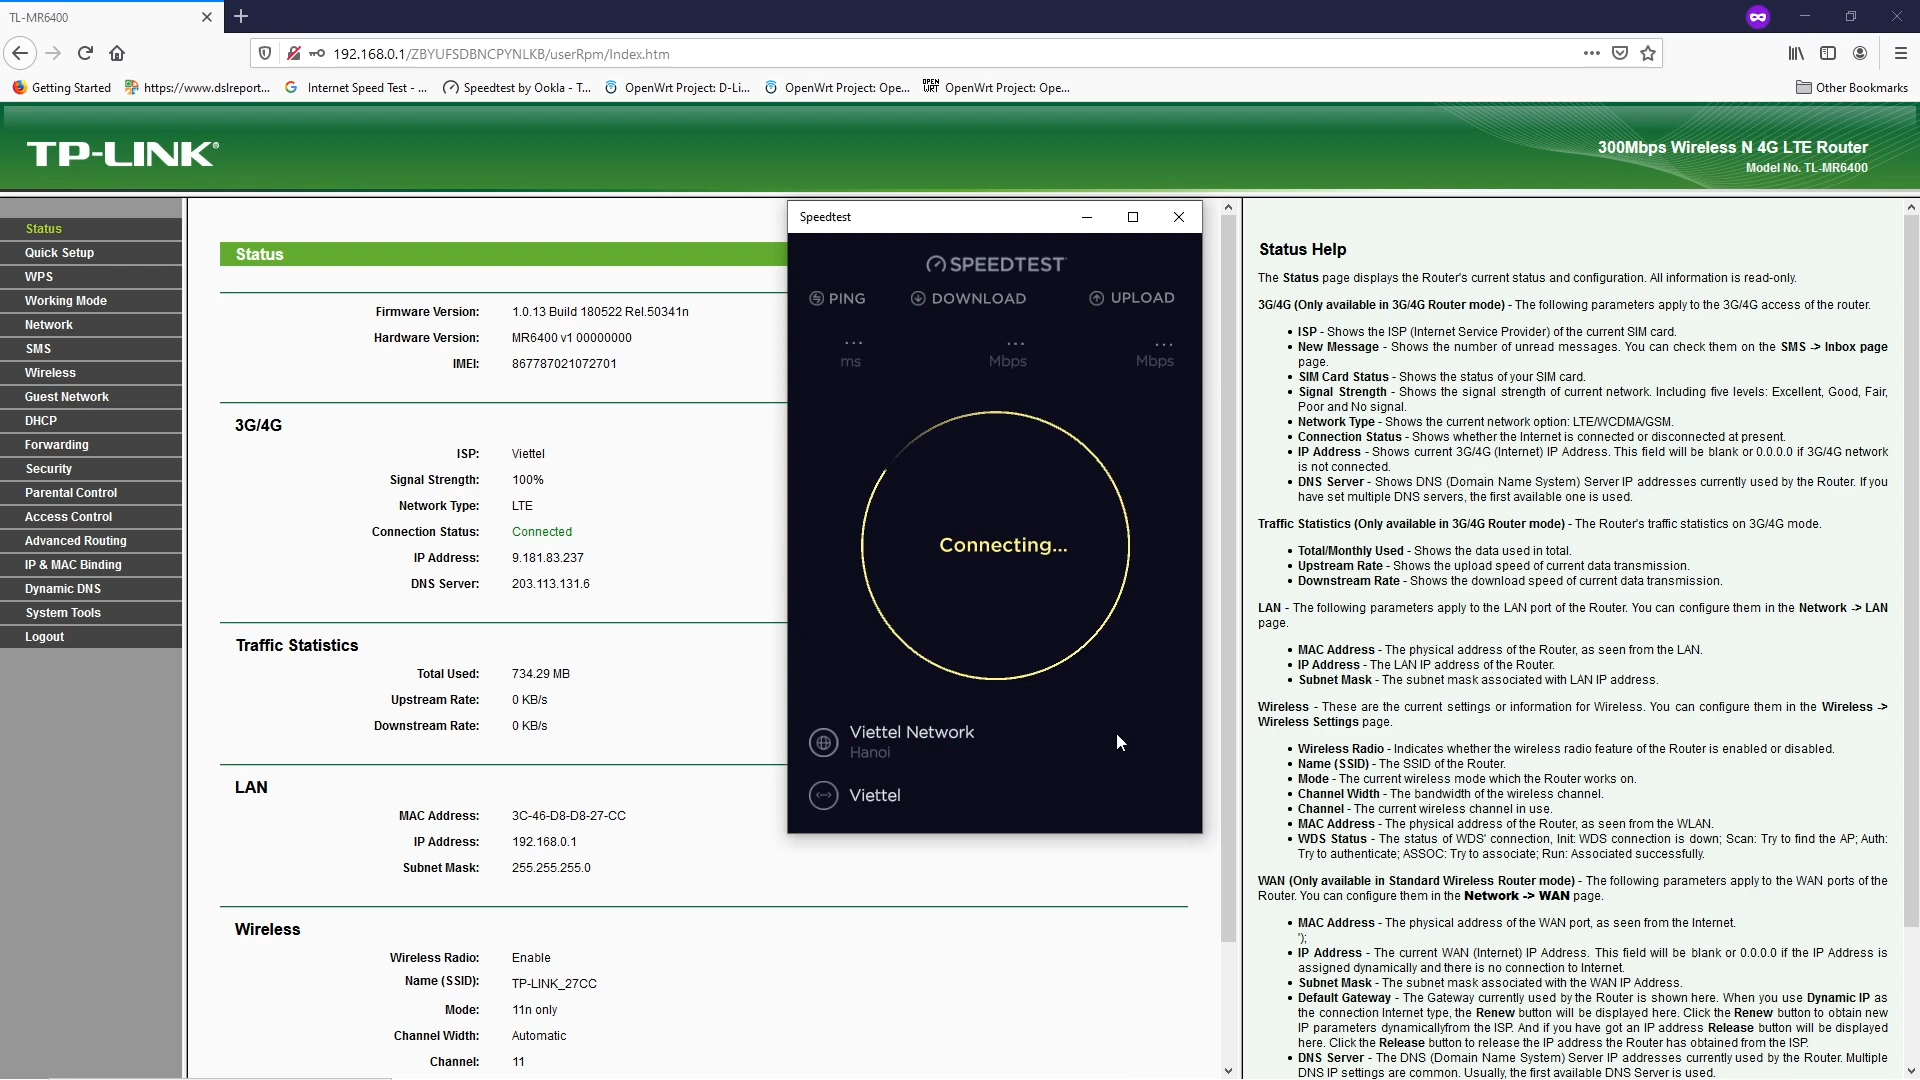 TL-MR6400
192.168.0.1/ZBYUFSDBNCPYNLKB/userRpm/Index.htm
Getting Started
https://www.dslreport...
Internet Speed Test - ...
Speedtest by Ookla - T...
OpenWrt Project: D-Li...
OpenWrt Project: Ope...
OPEN
WRT
OpenWrt Project: Ope...
Other Bookmarks
TP-LINK®
300Mbps Wireless N 4G LTE Router
Model No. TL-MR6400
Status
Quick Setup
WPS
Working Mode
Network
SMS
Wireless
Guest Network
DHCP
Forwarding
Security
Parental Control
Access Control
Advanced Routing
IP & MAC Binding
Dynamic DNS
System Tools
Logout
Status
Firmware Version: 1.0.13 Build 180522 Rel.50341n
Hardware Version: MR6400 v1 00000000
IMEI: 867787021072701
3G/4G
ISP: Viettel
Signal Strength: 100%
Network Type: LTE
Connection Status: Connected
IP Address: 9.181.83.237
DNS Server: 203.113.131.6
Traffic Statistics
Total Used: 734.29 MB
Upstream Rate: 0 KB/s
Downstream Rate: 0 KB/s
LAN
MAC Address: 3C-46-D8-D8-27-CC
IP Address: 192.168.0.1
Subnet Mask: 255.255.255.0
Wireless
Wireless Radio: Enable
Name (SSID): TP-LINK_27CC
Mode: 11n only
Channel Width: Automatic
Channel: 11
Speedtest
SPEEDTEST
PING DOWNLOAD UPLOAD
... ... ...
ms Mbps Mbps
Connecting...
Viettel Network
Hanoi
Viettel
Status Help
The Status page displays the Router's current status and configuration. All information is read-only.
3G/4G (Only available in 3G/4G Router mode) - The following parameters apply to the 3G/4G access of the router.
• ISP - Shows the ISP (Internet Service Provider) of the current SIM card.
• New Message - Shows the number of unread messages. You can check them on the SMS -> Inbox page
page.
• SIM Card Status - Shows the status of your SIM card.
• Signal Strength - Shows the signal strength of current network. Including five levels: Excellent, Good, Fair,
Poor and No signal.
• Network Type - Shows the current network option: LTE/WCDMA/GSM.
• Connection Status - Shows whether the Internet is connected or disconnected at present.
• IP Address - Shows current 3G/4G (Internet) IP Address. This field will be blank or 0.0.0.0 if 3G/4G network
is not connected.
• DNS Server - Shows DNS (Domain Name System) Server IP addresses currently used by the Router. If you
have set multiple DNS servers, the first available one is used.
Traffic Statistics (Only available in 3G/4G Router mode) - The Router's traffic statistics on 3G/4G mode.
• Total/Monthly Used - Shows the data used in total.
• Upstream Rate - Shows the upload speed of current data transmission.
• Downstream Rate - Shows the download speed of current data transmission.
LAN - The following parameters apply to the LAN port of the Router. You can configure them in the Network -> LAN
page.
• MAC Address - The physical address of the Router, as seen from the LAN.
• IP Address - The LAN IP address of the Router.
• Subnet Mask - The subnet mask associated with LAN IP address.
Wireless - These are the current settings or information for Wireless. You can configure them in the Wireless ->
Wireless Settings page.
• Wireless Radio - Indicates whether the wireless radio feature of the Router is enabled or disabled.
• Name (SSID) - The SSID of the Router.
• Mode - The current wireless mode which the Router works on.
• Channel Width - The bandwidth of the wireless channel.
• Channel - The current wireless channel in use.
• MAC Address - The physical address of the Router, as seen from the WLAN.
• WDS Status - The status of WDS' connection, Init: WDS connection is down; Scan: Try to find the AP; Auth:
Try to authenticate; ASSOC: Try to associate; Run: Associated successfully.
WAN (Only available in Standard Wireless Router mode) - The following parameters apply to the WAN ports of the
Router. You can configure them in the Network -> WAN page.
• MAC Address - The physical address of the WAN port, as seen from the Internet.
');
• IP Address - The current WAN (Internet) IP Address. This field will be blank or 0.0.0.0 if the IP Address is
assigned dynamically and there is no connection to Internet.
• Subnet Mask - The subnet mask associated with the WAN IP Address.
• Default Gateway - The Gateway currently used by the Router is shown here. When you use Dynamic IP as
the connection Internet type, the Renew button will be displayed here. Click the Renew button to obtain new
IP parameters dynamicallyfrom the ISP. And if you have got an IP address Release button will be displayed
here. Click the Release button to release the IP address the Router has obtained from the ISP.
• DNS Server - The DNS (Domain Name System) Server IP addresses currently used by the Router. Multiple
DNS IP settings are common. Usually, the first available DNS Server is used.